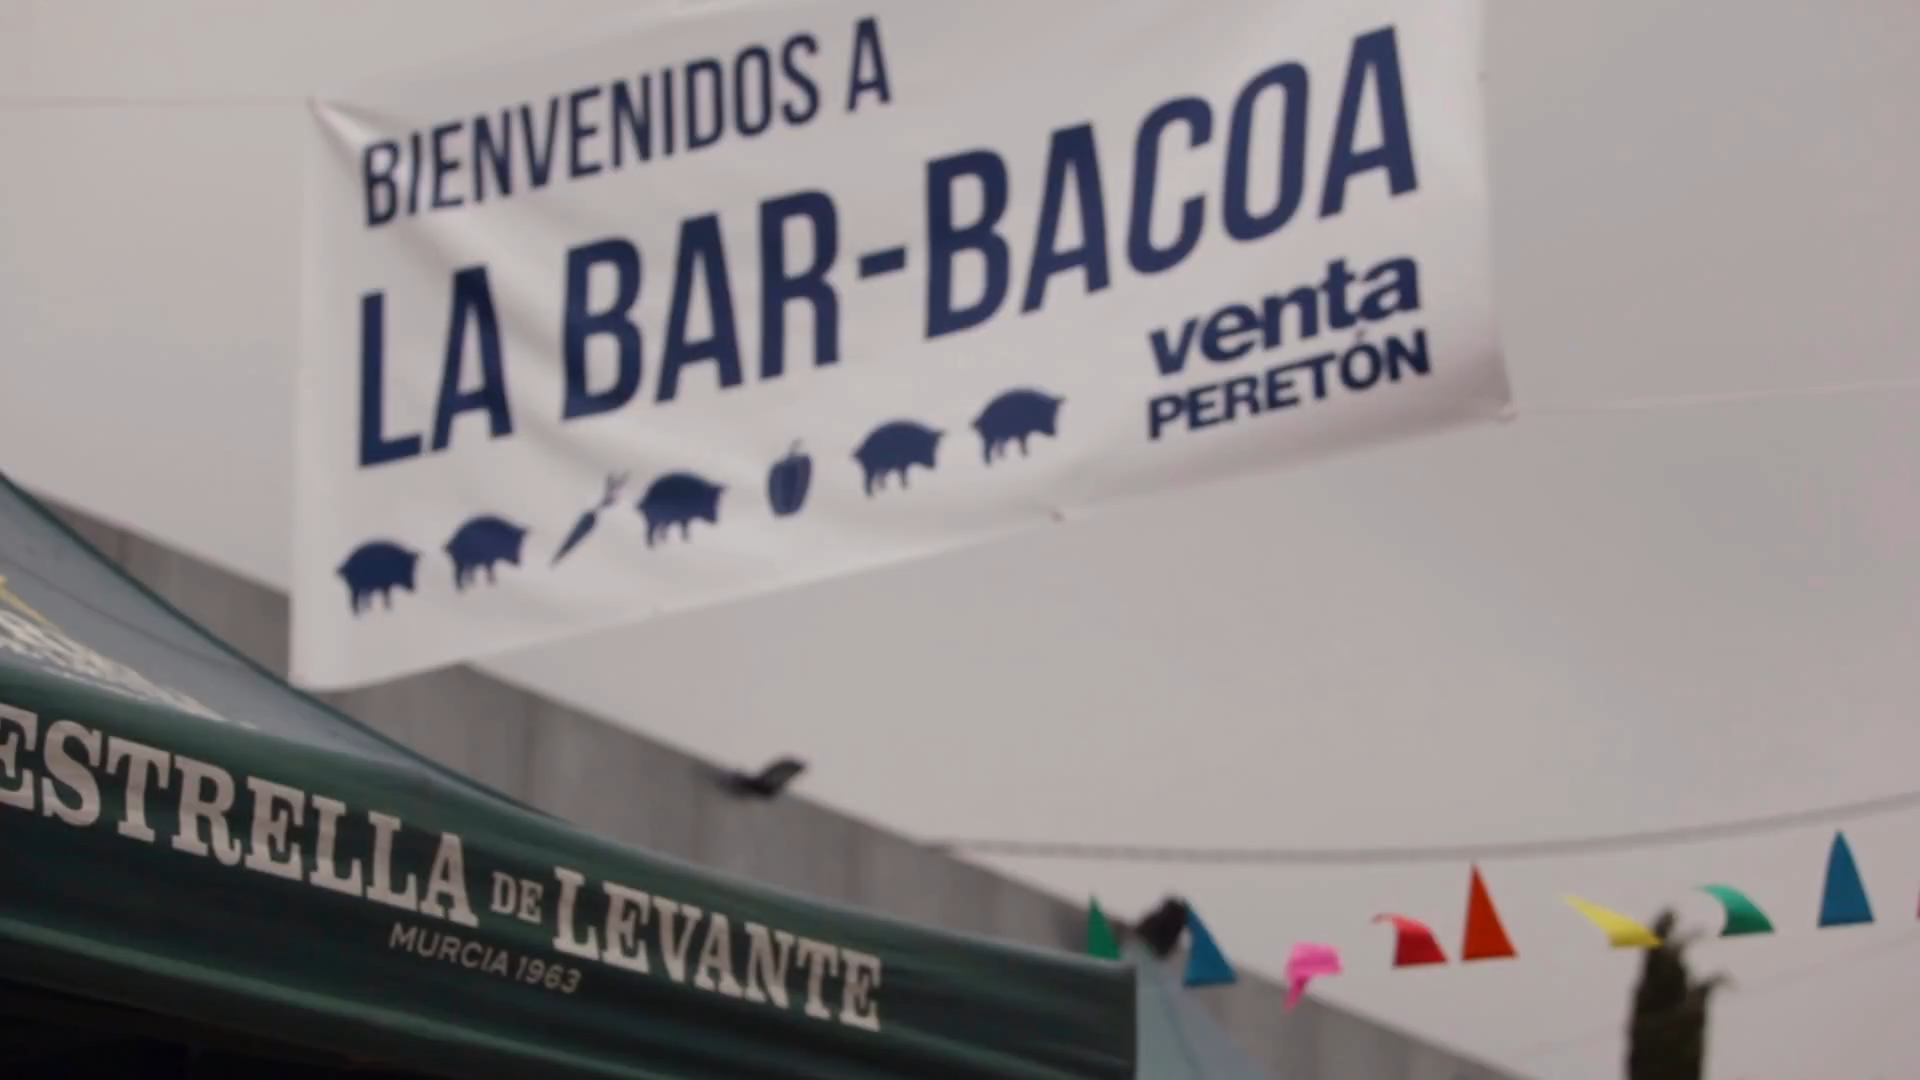 BIENVENIDOS A
LA BAR-BACOA
venta
PERETÓN
ESTRELLA DE LEVANTE
MURCIA 1963